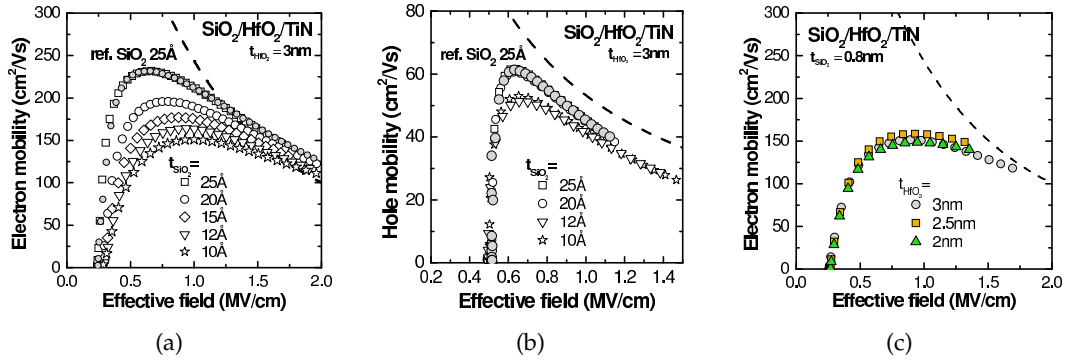 SiO2/HfO2/TiN
tHfO2= 3nm
ref. SiO2 25Å
tSiO2=
25Å
20Å
15Å
12Å
10Å
Electron mobility (cm2/Vs)
300
250
200
150
100
50
0
0.0 0.5 1.0 1.5 2.0
Effective field (MV/cm)
(a)
SiO2/HfO2/TiN
tHfO2= 3nm
ref. SiO2 25Å
tSiO2=
25Å
20Å
12Å
10Å
Hole mobility (cm2/Vs)
80
60
40
20
0
0.2 0.4 0.6 0.8 1.0 1.2 1.4
Effective field (MV/cm)
(b)
SiO2/HfO2/TiN
tSiO2= 0.8nm
tHfO2=
3nm
2.5nm
2nm
Electron mobility (cm2/Vs)
300
250
200
150
100
50
0
0.0 0.5 1.0 1.5 2.0
Effective field (MV/cm)
(c)